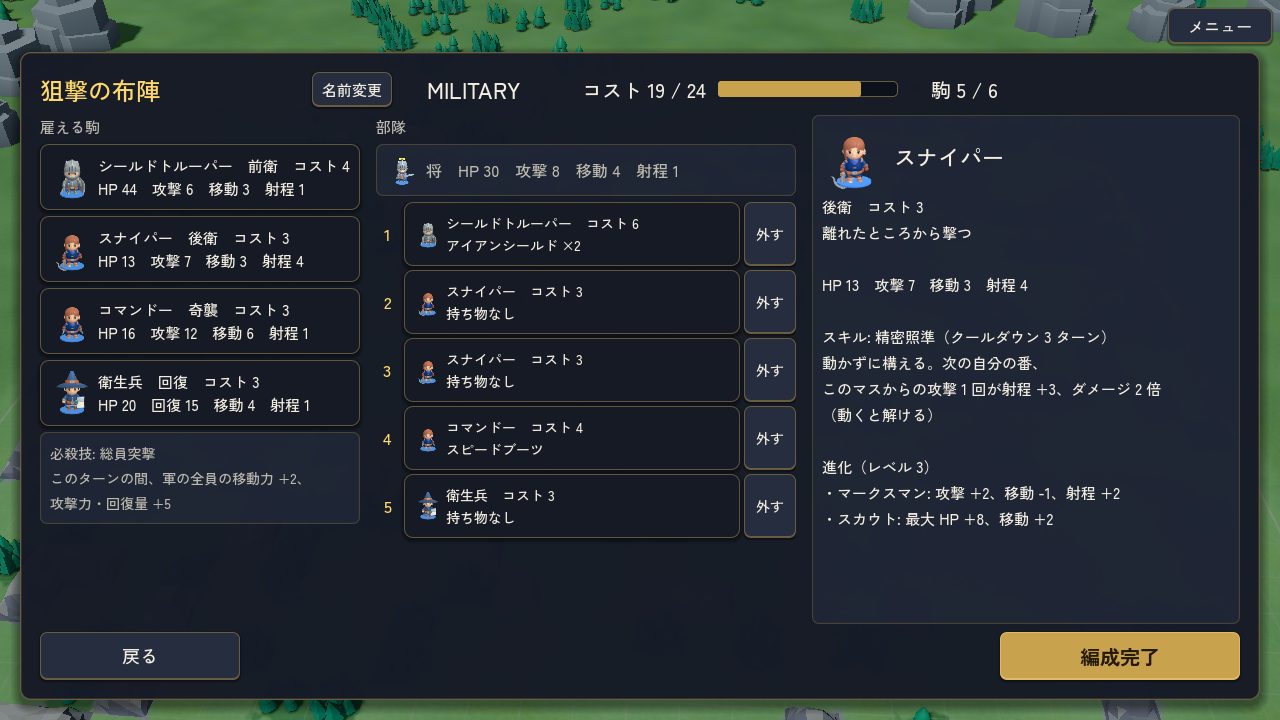 メニュー
狙撃の布陣
名前変更
MILITARY
コスト 19 / 24
駒 5 / 6
雇える駒
シールドトルーパー　前衛　コスト 4
HP 44　攻撃 6　移動 3　射程 1
スナイパー　後衛　コスト 3
HP 13　攻撃 7　移動 3　射程 4
コマンドー　奇襲　コスト 3
HP 16　攻撃 12　移動 6　射程 1
衛生兵　回復　コスト 3
HP 20　回復 15　移動 4　射程 1
必殺技: 総員突撃
このターンの間、軍の全員の移動力 +2、
攻撃力・回復量 +5
部隊
将　HP 30　攻撃 8　移動 4　射程 1
1
シールドトルーパー　コスト 6
アイアンシールド ×2
外す
2
スナイパー　コスト 3
持ち物なし
外す
3
スナイパー　コスト 3
持ち物なし
外す
4
コマンドー　コスト 4
スピードブーツ
外す
5
衛生兵　コスト 3
持ち物なし
外す
スナイパー
後衛　コスト 3
離れたところから撃つ
HP 13　攻撃 7　移動 3　射程 4
スキル: 精密照準（クールダウン 3 ターン）
動かずに構える。次の自分の番、
このマスからの攻撃 1 回が射程 +3、ダメージ 2 倍
（動くと解ける）
進化（レベル 3）
・マークスマン: 攻撃 +2、移動 -1、射程 +2
・スカウト: 最大 HP +8、移動 +2
戻る
編成完了